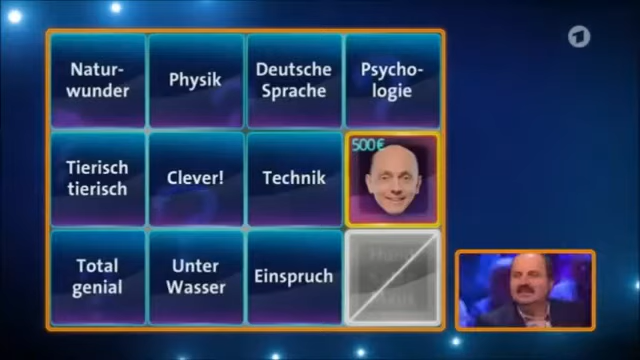 Natur-
wunder
Physik
Deutsche
Sprache
Psycho-
logie
Tierisch
tierisch
Clever!
Technik
500€
Total
genial
Unter
Wasser
Einspruch
1